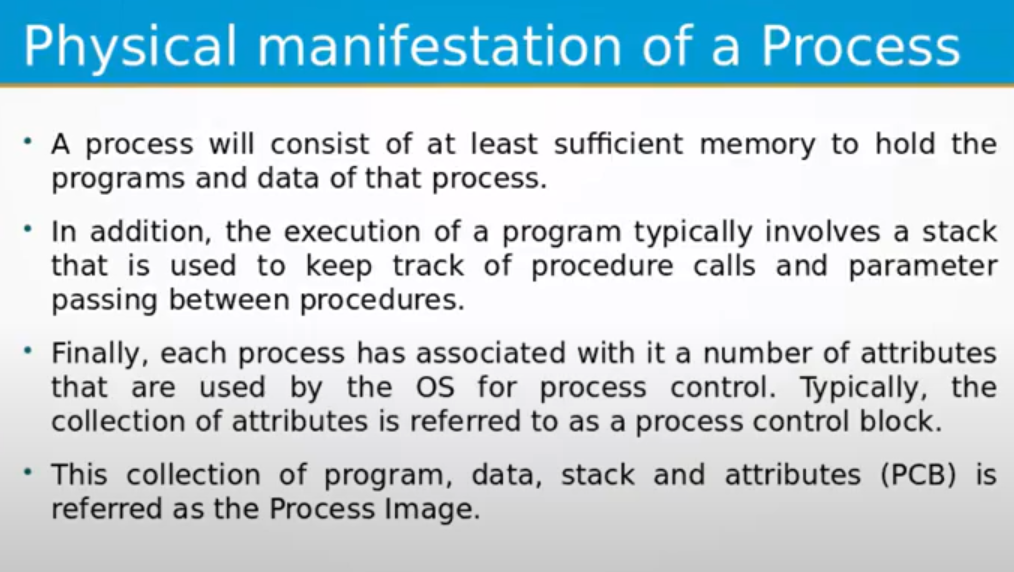 Physical manifestation of a Process
• A process will consist of at least sufficient memory to hold the
programs and data of that process.
• In addition, the execution of a program typically involves a stack
that is used to keep track of procedure calls and parameter
passing between procedures.
• Finally, each process has associated with it a number of attributes
that are used by the OS for process control. Typically, the
collection of attributes is referred to as a process control block.
• This collection of program, data, stack and attributes (PCB) is
referred as the Process Image.